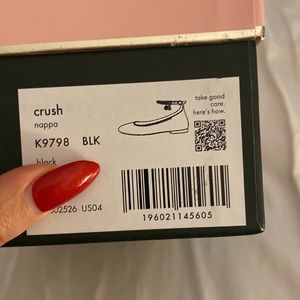 crush
nappa
K9798 BLK
black
take good
care.
here's how.
02526 US04
196021145605